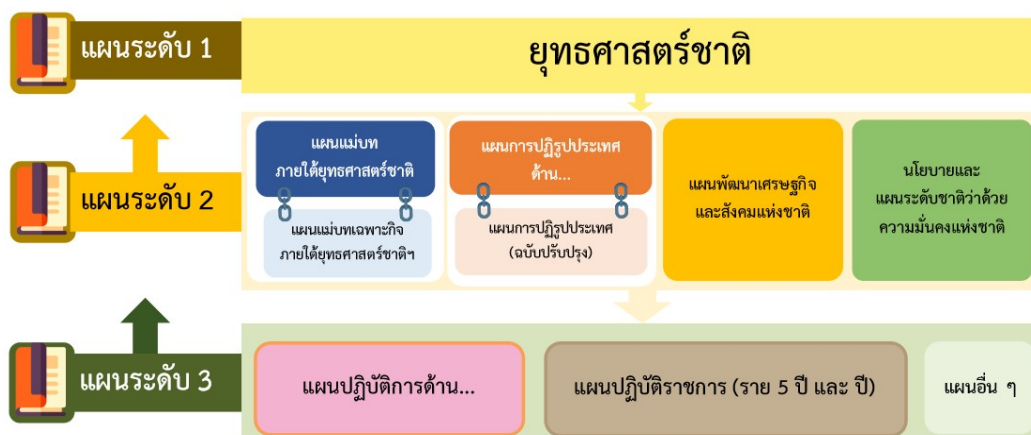 แผนระดับ 1
ยุทธศาสตร์ชาติ
แผนระดับ 2
แผนแม่บท
ภายใต้ยุทธศาสตร์ชาติ
แผนแม่บทเฉพาะกิจ
ภายใต้ยุทธศาสตร์ชาติฯ
แผนการปฏิรูปประเทศ
ด้าน...
แผนการปฏิรูปประเทศ
(ฉบับปรับปรุง)
แผนพัฒนาเศรษฐกิจ
และสังคมแห่งชาติ
นโยบายและ
แผนระดับชาติว่าด้วย
ความมั่นคงแห่งชาติ
แผนระดับ 3
แผนปฏิบัติการด้าน...
แผนปฏิบัติราชการ (ราย 5 ปี และ ปี)
แผนอื่น ๆ